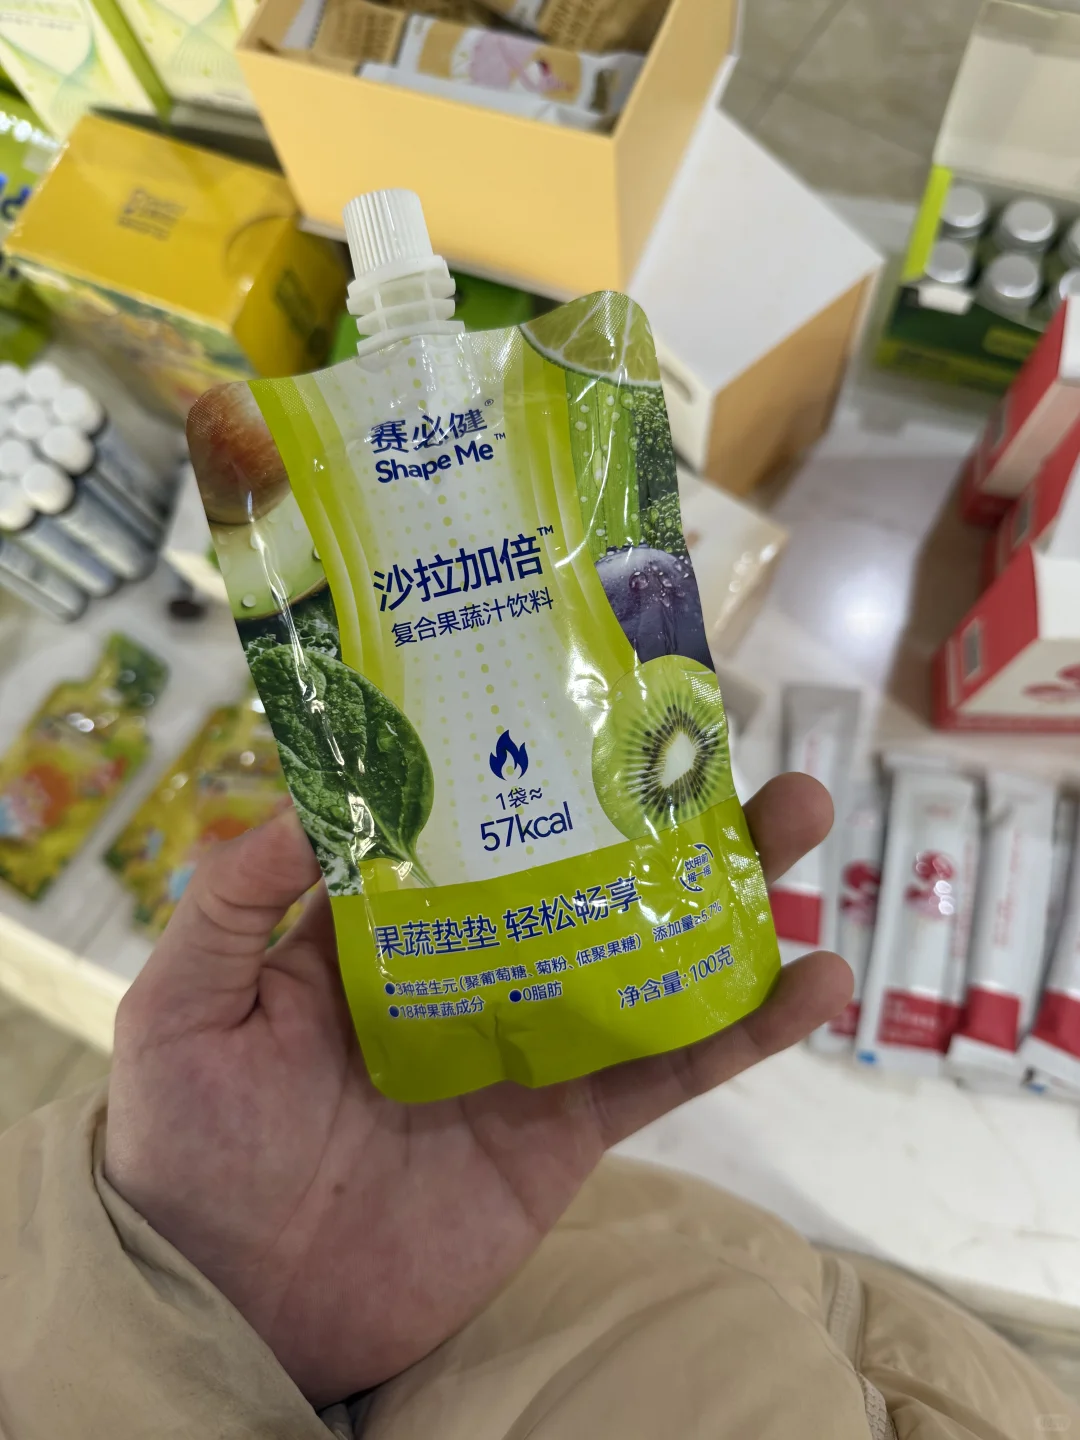 赛必健®
Shape Me™
沙拉加倍™
复合果蔬汁饮料
1袋≈
57kcal
饮用前
摇一摇
果蔬垫垫 轻松畅享
●3种益生元(聚葡萄糖、菊粉、低聚果糖) 添加量≥5.7%
●18种果蔬成分 ●0脂肪
净含量:100克